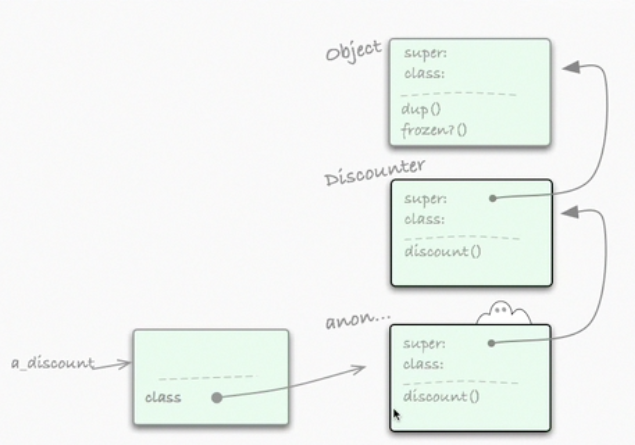 Object
super:
class:
dup()
frozen?()
Discounter
super:
class:
discount()
anon...
super:
class:
discount()
a_discount
class